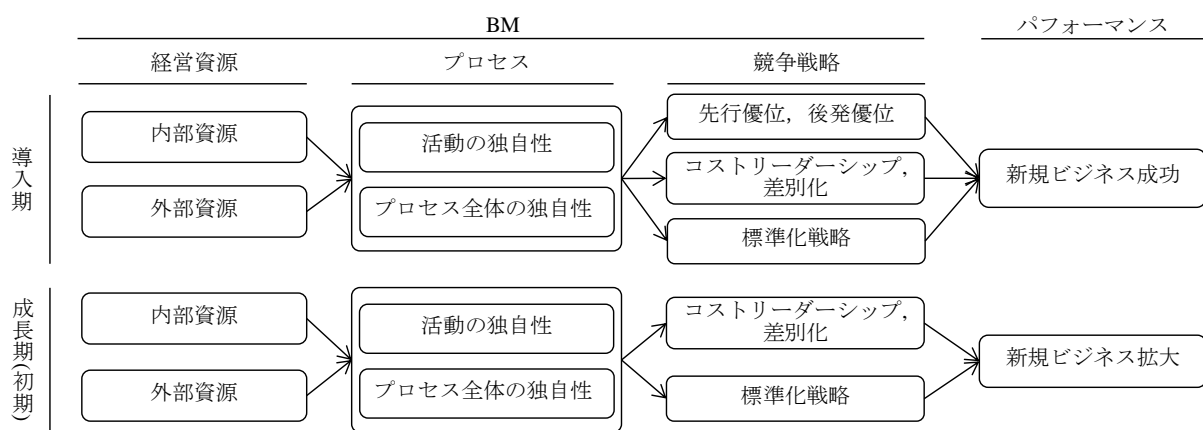 BM
パフォーマンス
経営資源
プロセス
競争戦略
導入期
内部資源
外部資源
活動の独自性
プロセス全体の独自性
先行優位，後発優位
コストリーダーシップ，
差別化
標準化戦略
新規ビジネス成功
成長期(初期)
内部資源
外部資源
活動の独自性
プロセス全体の独自性
コストリーダーシップ，
差別化
標準化戦略
新規ビジネス拡大